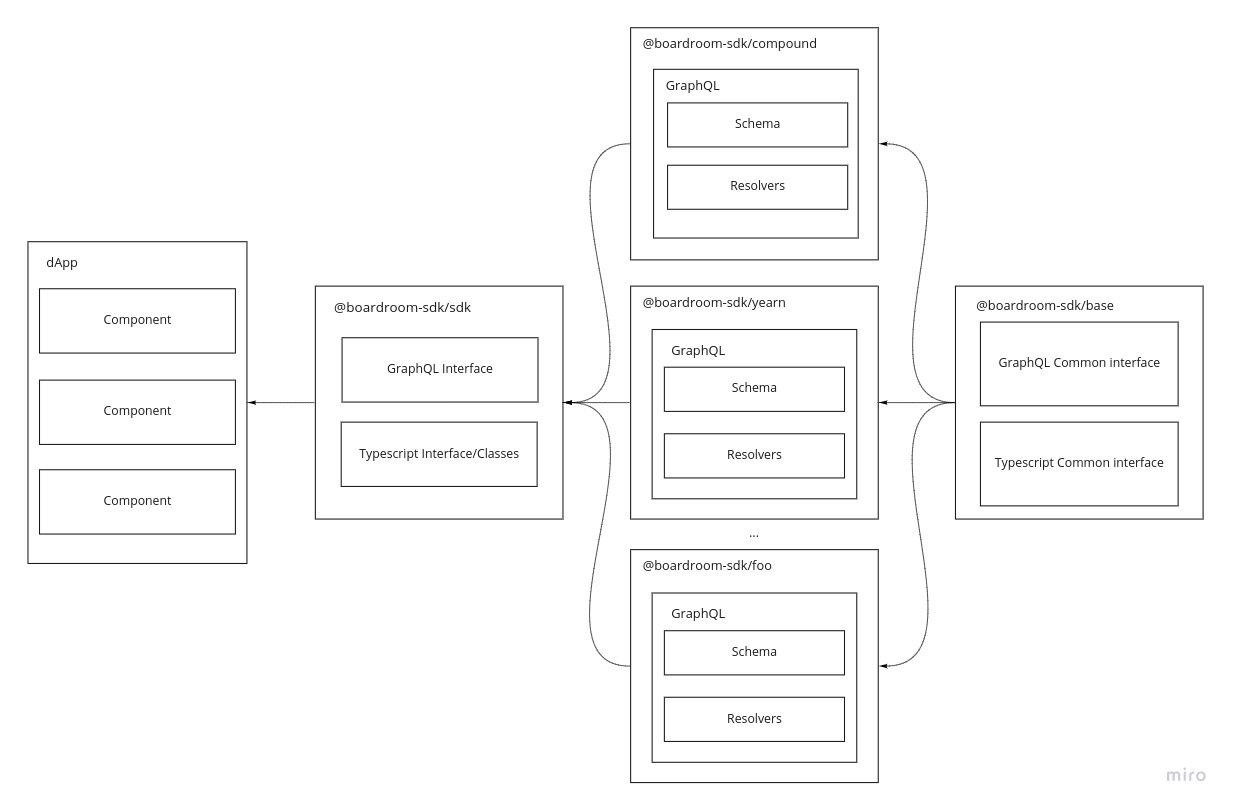 dApp
Component
Component
Component
@boardroom-sdk/sdk
GraphQL Interface
Typescript Interface/Classes
@boardroom-sdk/compound
GraphQL
Schema
Resolvers
@boardroom-sdk/yearn
GraphQL
Schema
Resolvers
...
@boardroom-sdk/foo
GraphQL
Schema
Resolvers
@boardroom-sdk/base
GraphQL Common interface
Typescript Common interface
miro